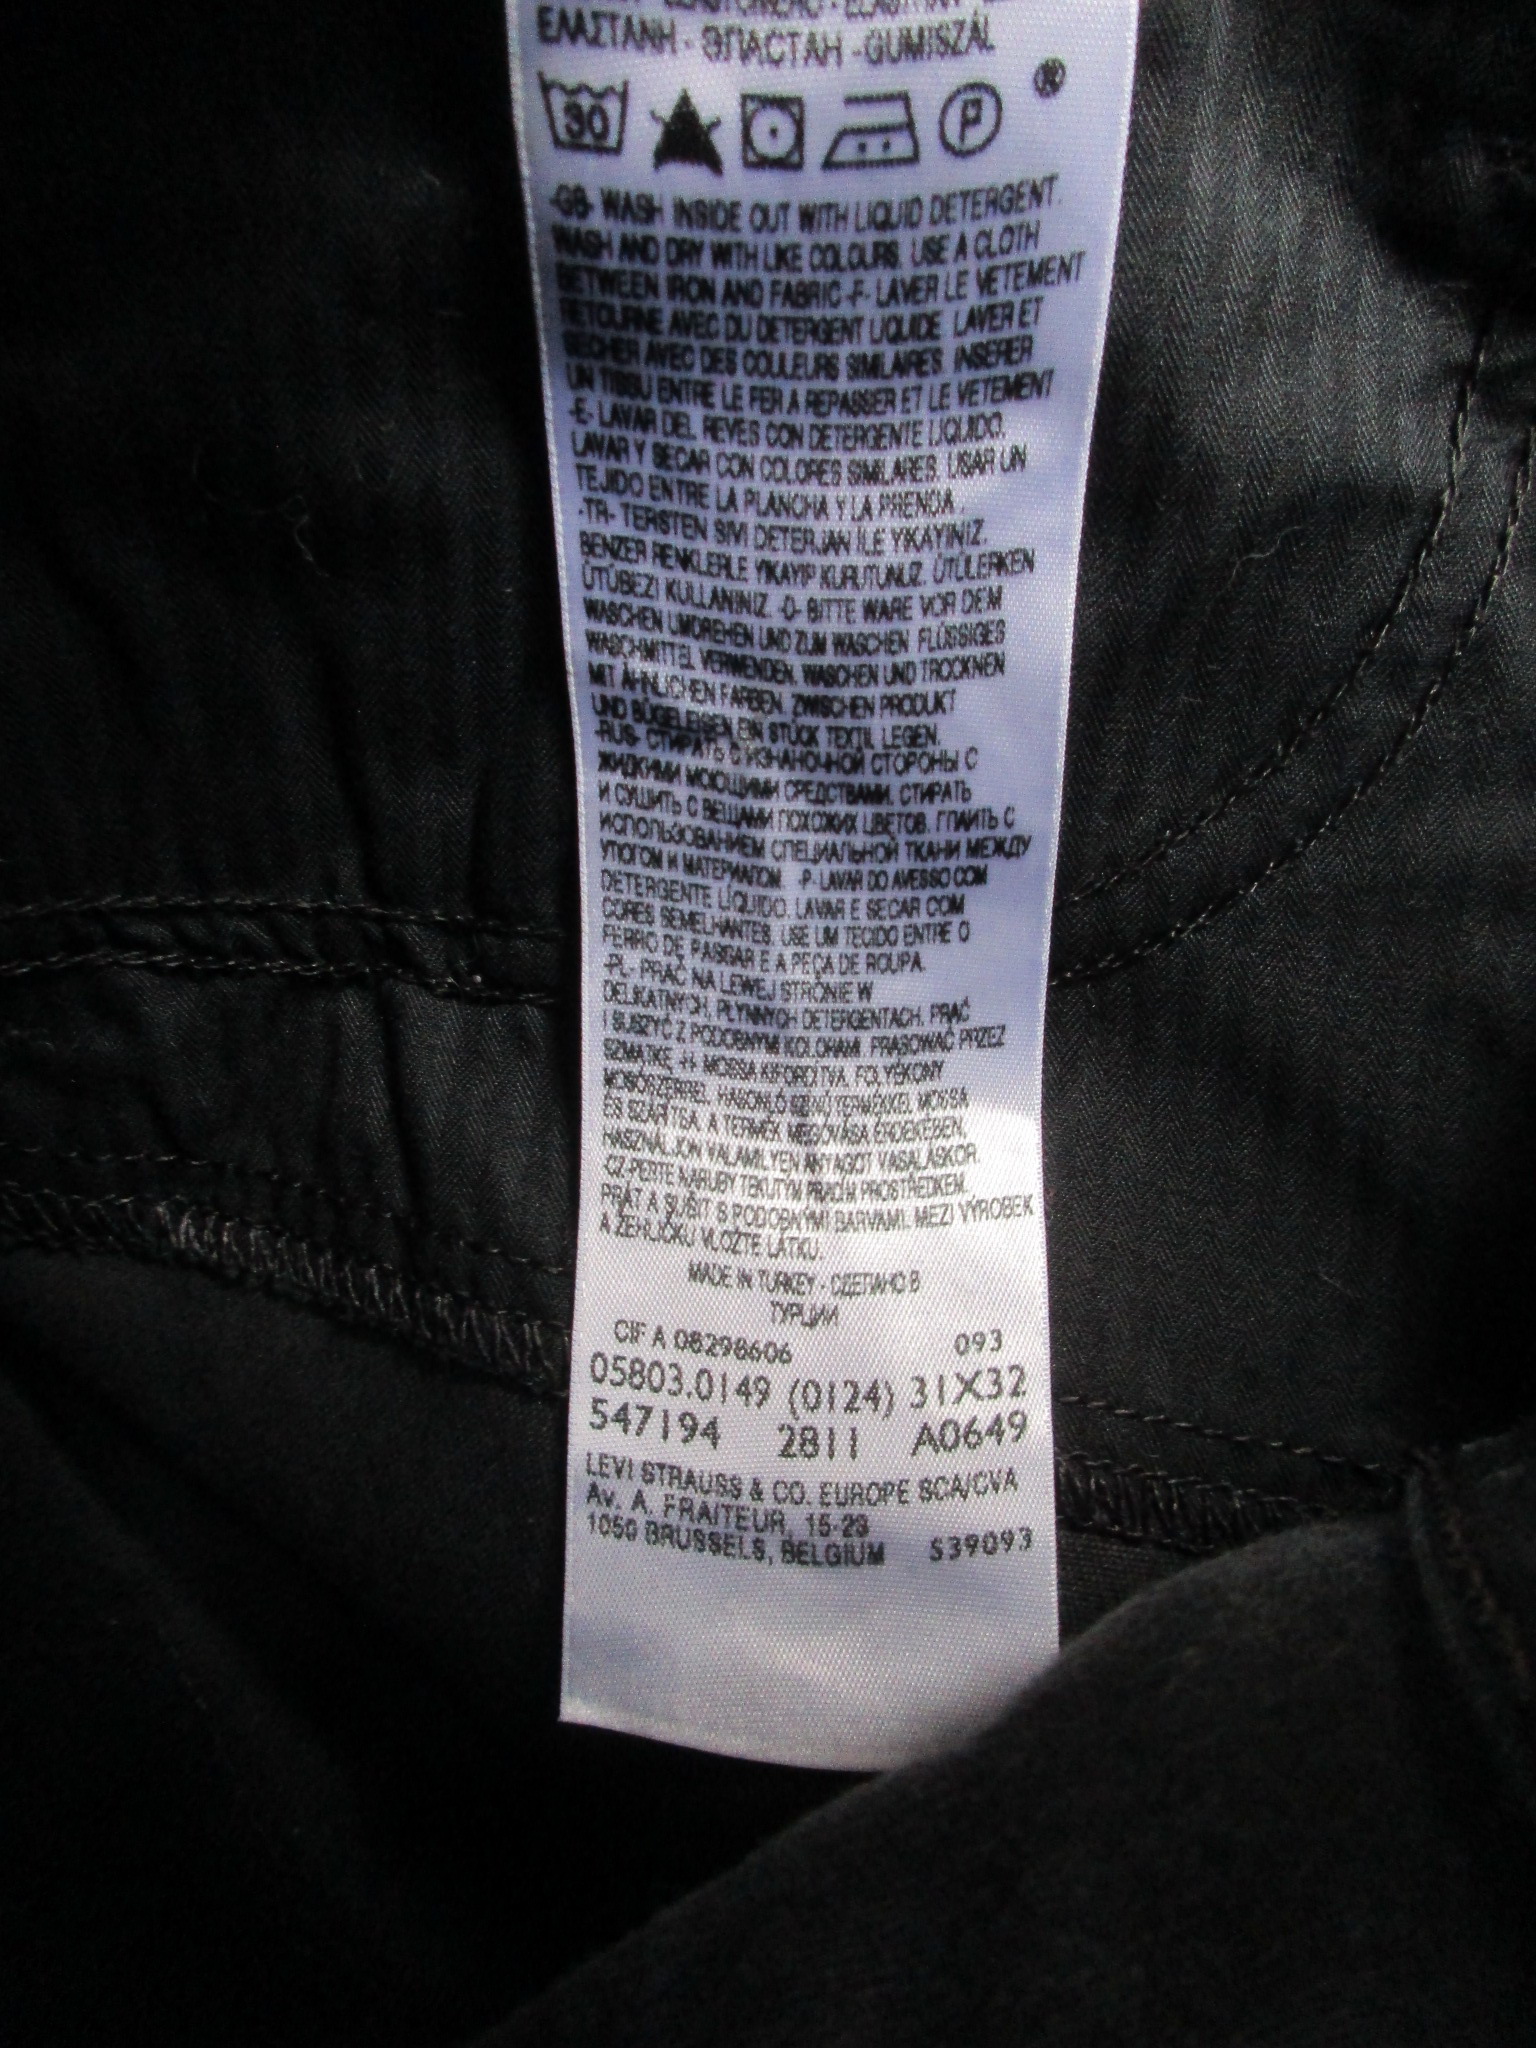 ΕΛΑΣΤΑΝΗ - ЭЛАСТАН - GUMISZÁL
30 P ®
-GB- WASH INSIDE OUT WITH LIQUID DETERGENT.
WASH AND DRY WITH LIKE COLOURS. USE A CLOTH
BETWEEN IRON AND FABRIC -F- LAVER LE VETEMENT
RETOURNE AVEC DU DETERGENT LIQUIDE. LAVER ET
SECHER AVEC DES COULEURS SIMILAIRES. INSERER
UN TISSU ENTRE LE FER A REPASSER ET LE VETEMENT
-E- LAVAR DEL REVES CON DETERGENTE LIQUIDO.
LAVAR Y SECAR CON COLORES SIMILARES. USAR UN
TEJIDO ENTRE LA PLANCHA Y LA PRENDA.
-TR- TERSTEN SIVI DETERJAN ILE YIKAYINIZ.
BENZER RENKLERLE YIKAYIP KURUTUNUZ. ÜTÜLERKEN
ÜTÜBEZI KULLANINIZ. -D- BITTE WARE VOR DEM
WASCHEN UMDREHEN UND ZUM WASCHEN FLÜSSIGES
WASCHMITTEL VERWENDEN. WASCHEN UND TROCKNEN
MIT ÄHNLICHEN FARBEN. ZWISCHEN PRODUKT
UND BÜGELEISEN EIN STÜCK TEXTIL LEGEN.
-RUS- СТИРАТЬ С ИЗНАНОЧНОЙ СТОРОНЫ С
ЖИДКИМИ МОЮЩИМИ СРЕДСТВАМИ. СТИРАТЬ
И СУШИТЬ С ВЕЩАМИ ПОХОЖИХ ЦВЕТОВ. ГЛАИТЬ С
ИСПОЛЬЗОВАНИЕМ СПЕЦИАЛЬНОЙ ТКАНИ МЕЖДУ
УТЮГОМ И МАТЕРИАЛОМ. -P- LAVAR DO AVESSO COM
DETERGENTE LÍQUIDO. LAVAR E SECAR COM
CORES SEMELHANTES. USE UM TECIDO ENTRE O
FERRO DE PASSAR E A PEÇA DE ROUPA.
-PL- PRAĆ NA LEWEJ STRONIE W
DELIKATNYCH, PŁYNNYCH DETERGENTACH. PRAĆ
I SUSZYĆ Z PODOBNYMI KOLORAMI. PRASOWAĆ PRZEZ
SZMATKE. -H- MOSSA KIFORDÍTVA. FOLYÉKONY
MOSÓSZERREL. HASONLÓ SZINÜ TERMÉKKEL MOSSA
ÉS SZÁRÍTSA. A TERMÉK MEGOVÁSA ÉRDEKÉBEN,
HASZNÁLJON VALAMILYEN ANYAGOT VASALÁSKOR.
-CZ- PERTE NARUBY TEKUTYM PRACÍM PROSTŘEDKEM.
PRÁT A SUŠIT S PODOBNÝMI BARVAMI. MEZI VÝROBEK
A ŽEHLIČKU VLOŽTE LÁTKU.
MADE IN TURKEY - СДЕЛАНО В
ТУРЦИИ
CIF A 08298606 093
05803.0149 (0124) 31X32
547194 2811 A0649
LEVI STRAUSS & CO. EUROPE SCA/CVA
Av. A. FRAITEUR, 15-23
1050 BRUSSELS, BELGIUM S39093